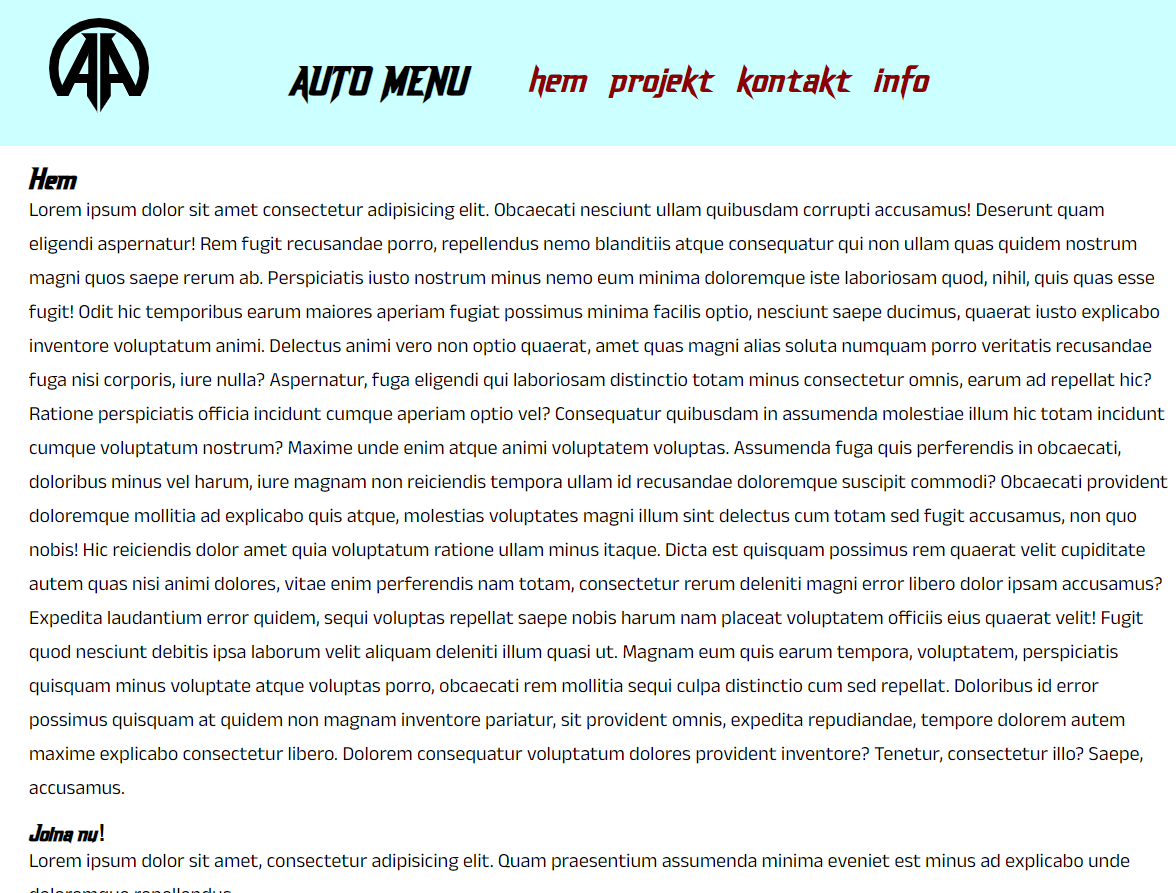 AA
AUTO MENU hem projekt kontakt info
Hem
Lorem ipsum dolor sit amet consectetur adipisicing elit. Obcaecati nesciunt ullam quibusdam corrupti accusamus! Deserunt quam
eligendi aspernatur! Rem fugit recusandae porro, repellendus nemo blanditiis atque consequatur qui non ullam quas quidem nostrum
magni quos saepe rerum ab. Perspiciatis iusto nostrum minus nemo eum minima doloremque iste laboriosam quod, nihil, quis quas esse
fugit! Odit hic temporibus earum maiores aperiam fugiat possimus minima facilis optio, nesciunt saepe ducimus, quaerat iusto explicabo
inventore voluptatum animi. Delectus animi vero non optio quaerat, amet quas magni alias soluta numquam porro veritatis recusandae
fuga nisi corporis, iure nulla? Aspernatur, fuga eligendi qui laboriosam distinctio totam minus consectetur omnis, earum ad repellat hic?
Ratione perspiciatis officia incidunt cumque aperiam optio vel? Consequatur quibusdam in assumenda molestiae illum hic totam incidunt
cumque voluptatum nostrum? Maxime unde enim atque animi voluptatem voluptas. Assumenda fuga quis perferendis in obcaecati,
doloribus minus vel harum, iure magnam non reiciendis tempora ullam id recusandae doloremque suscipit commodi? Obcaecati provident
doloremque mollitia ad explicabo quis atque, molestias voluptates magni illum sint delectus cum totam sed fugit accusamus, non quo
nobis! Hic reiciendis dolor amet quia voluptatum ratione ullam minus itaque. Dicta est quisquam possimus rem quaerat velit cupiditate
autem quas nisi animi dolores, vitae enim perferendis nam totam, consectetur rerum deleniti magni error libero dolor ipsam accusamus?
Expedita laudantium error quidem, sequi voluptas repellat saepe nobis harum nam placeat voluptatem officiis eius quaerat velit! Fugit
quod nesciunt debitis ipsa laborum velit aliquam deleniti illum quasi ut. Magnam eum quis earum tempora, voluptatem, perspiciatis
quisquam minus voluptate atque voluptas porro, obcaecati rem mollitia sequi culpa distinctio cum sed repellat. Doloribus id error
possimus quisquam at quidem non magnam inventore pariatur, sit provident omnis, expedita repudiandae, tempore dolorem autem
maxime explicabo consectetur libero. Dolorem consequatur voluptatum dolores provident inventore? Tenetur, consectetur illo? Saepe,
accusamus.
Joina nu!
Lorem ipsum dolor sit amet, consectetur adipisicing elit. Quam praesentium assumenda minima eveniet est minus ad explicabo unde
doloremque repellendus